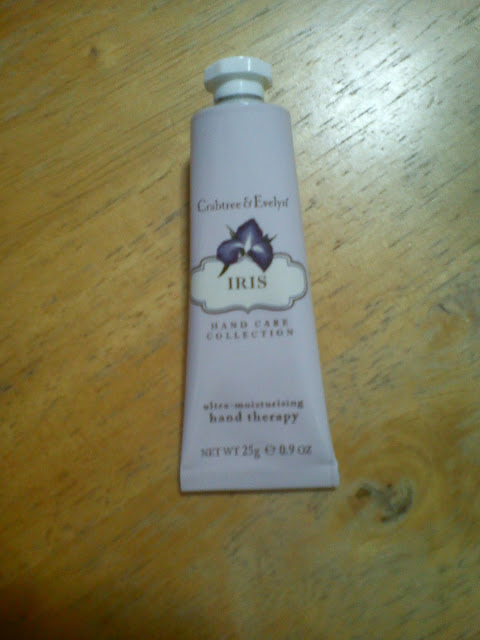 Crabtree & Evelyn
IRIS
HAND CARE
COLLECTION
ultra-moisturising
hand therapy
NET WT 25g ℮ 0.9 OZ